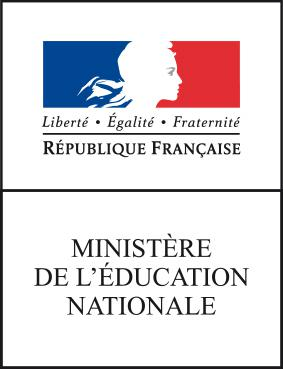 Liberté • Égalité • Fraternité
RÉPUBLIQUE FRANÇAISE
MINISTÈRE
DE L'ÉDUCATION
NATIONALE